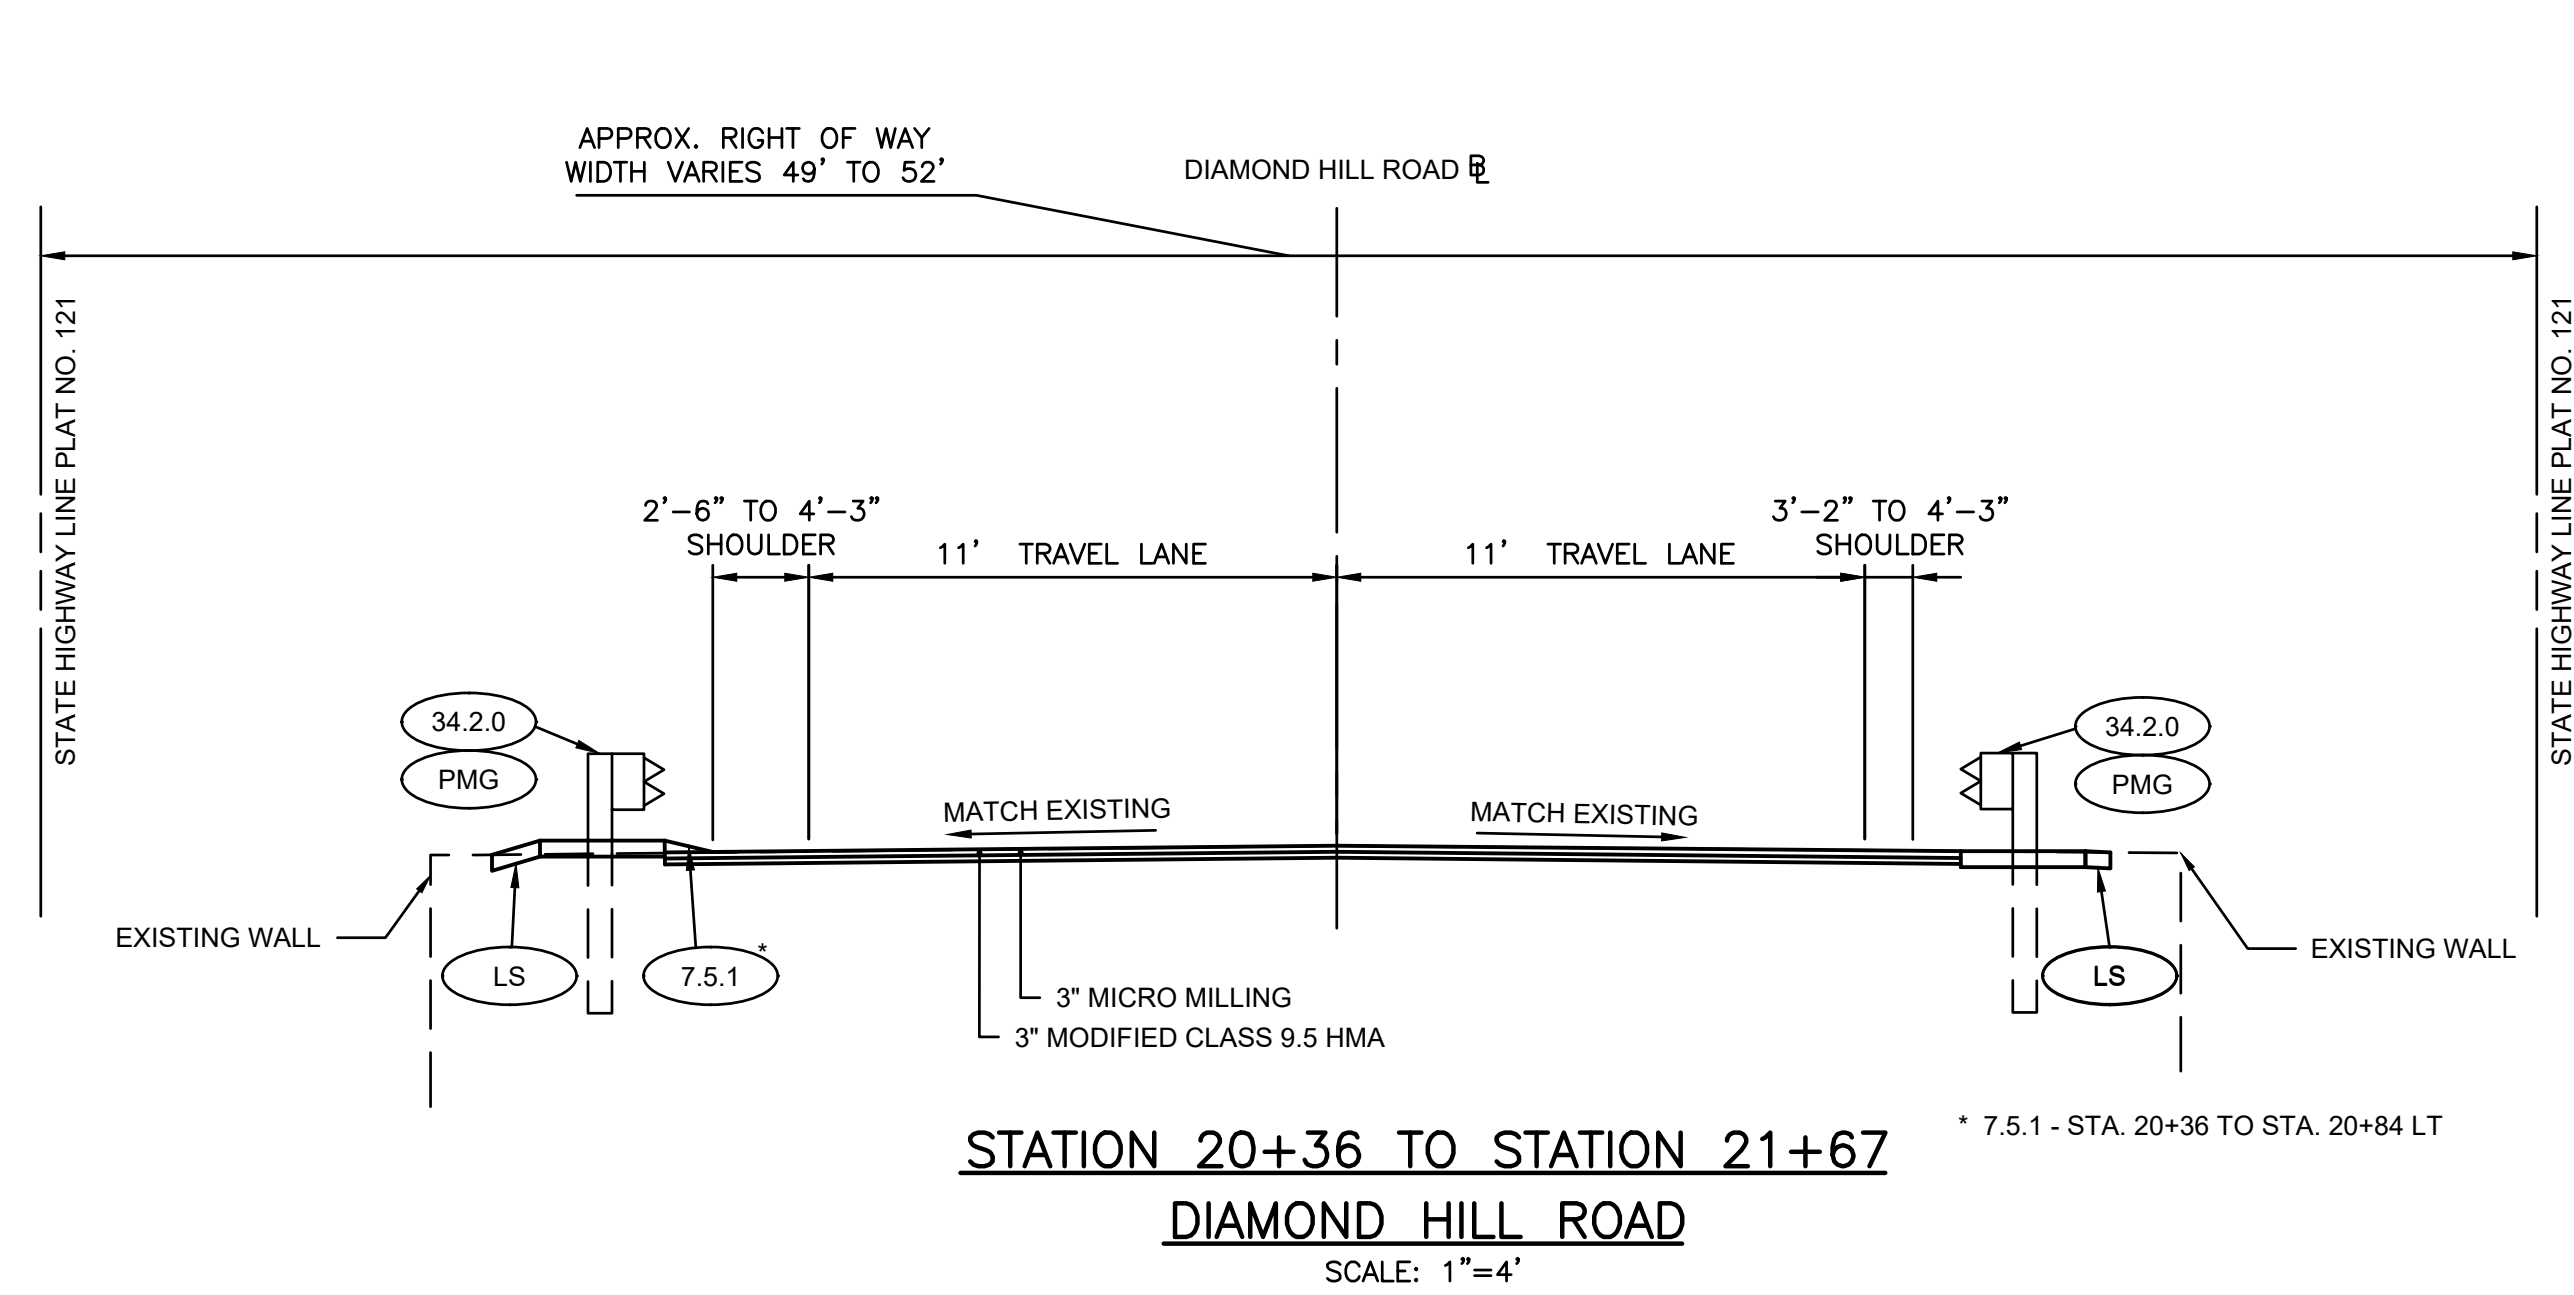 APPROX. RIGHT OF WAY
WIDTH VARIES 49' TO 52'
DIAMOND HILL ROAD ⅊
STATE HIGHWAY LINE PLAT NO. 121
STATE HIGHWAY LINE PLAT NO. 121
2'-6" TO 4'-3"
SHOULDER
11' TRAVEL LANE
11' TRAVEL LANE
3'-2" TO 4'-3"
SHOULDER
34.2.0
PMG
34.2.0
PMG
MATCH EXISTING
MATCH EXISTING
EXISTING WALL
LS
7.5.1 *
LS
EXISTING WALL
3" MICRO MILLING
3" MODIFIED CLASS 9.5 HMA
* 7.5.1 - STA. 20+36 TO STA. 20+84 LT
STATION 20+36 TO STATION 21+67
DIAMOND HILL ROAD
SCALE: 1"=4'